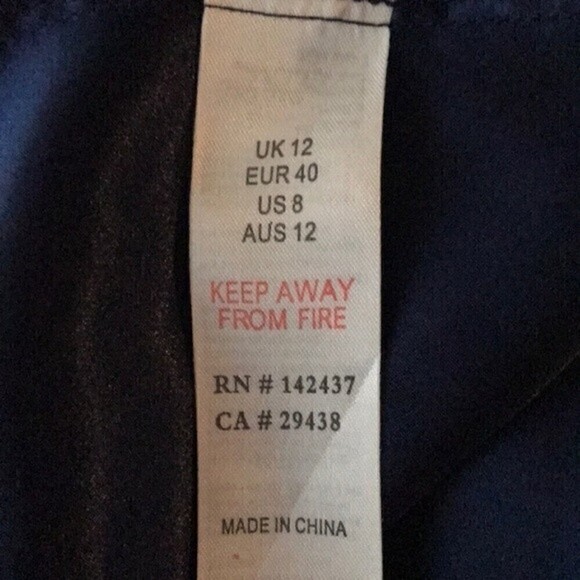 UK 12
EUR 40
US 8
AUS 12
KEEP AWAY
FROM FIRE
RN # 142437
CA # 29438
MADE IN CHINA